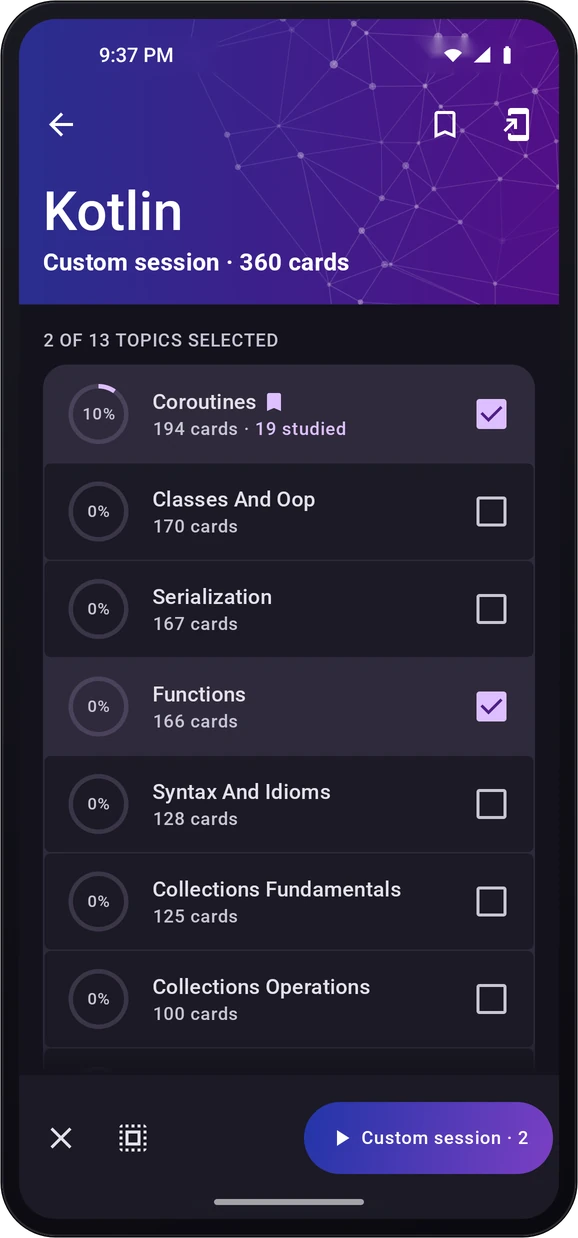 9:37 PM
Kotlin
Custom session · 360 cards
2 OF 13 TOPICS SELECTED
10%
Coroutines
194 cards · 19 studied
0%
Classes And Oop
170 cards
0%
Serialization
167 cards
0%
Functions
166 cards
0%
Syntax And Idioms
128 cards
0%
Collections Fundamentals
125 cards
0%
Collections Operations
100 cards
Custom session · 2